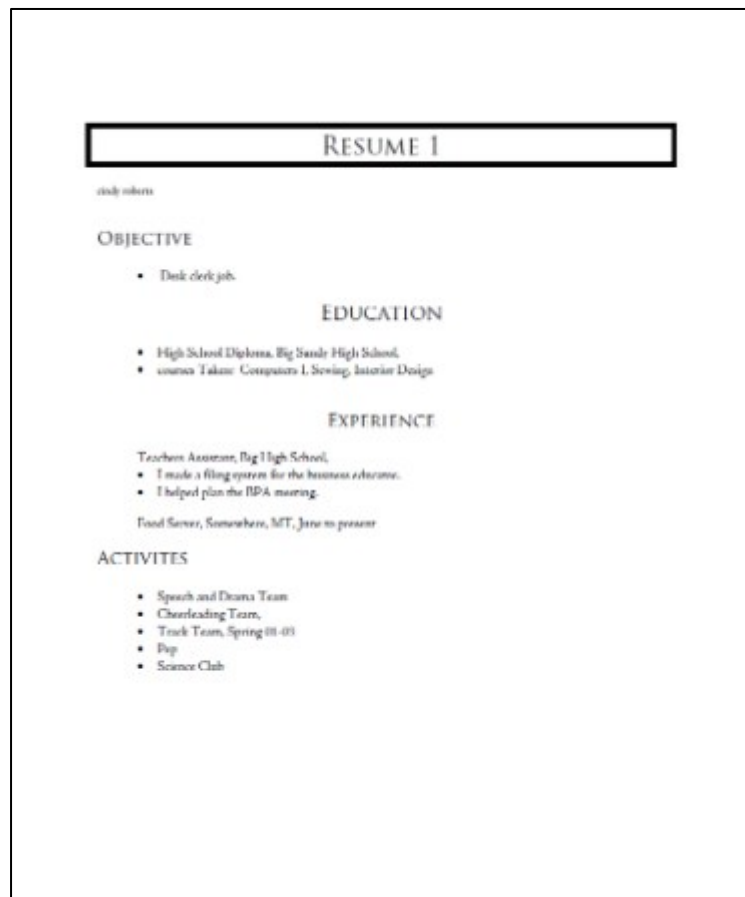 RESUME 1
cindy roberts
OBJECTIVE
• Desk clerk job.
EDUCATION
• High School Diploma, Big Sandy High School,
• courses Taken: Computers I, Sewing, Interior Design
EXPERIENCE
Teachers Assistant, Big High School,
• I made a filing system for the business educator.
• I helped plan the BPA meeting.
Food Server, Somewhere, MT, June to present
ACTIVITES
• Speech and Drama Team
• Cheerleading Team,
• Track Team, Spring 01-03
• Pep
• Science Club